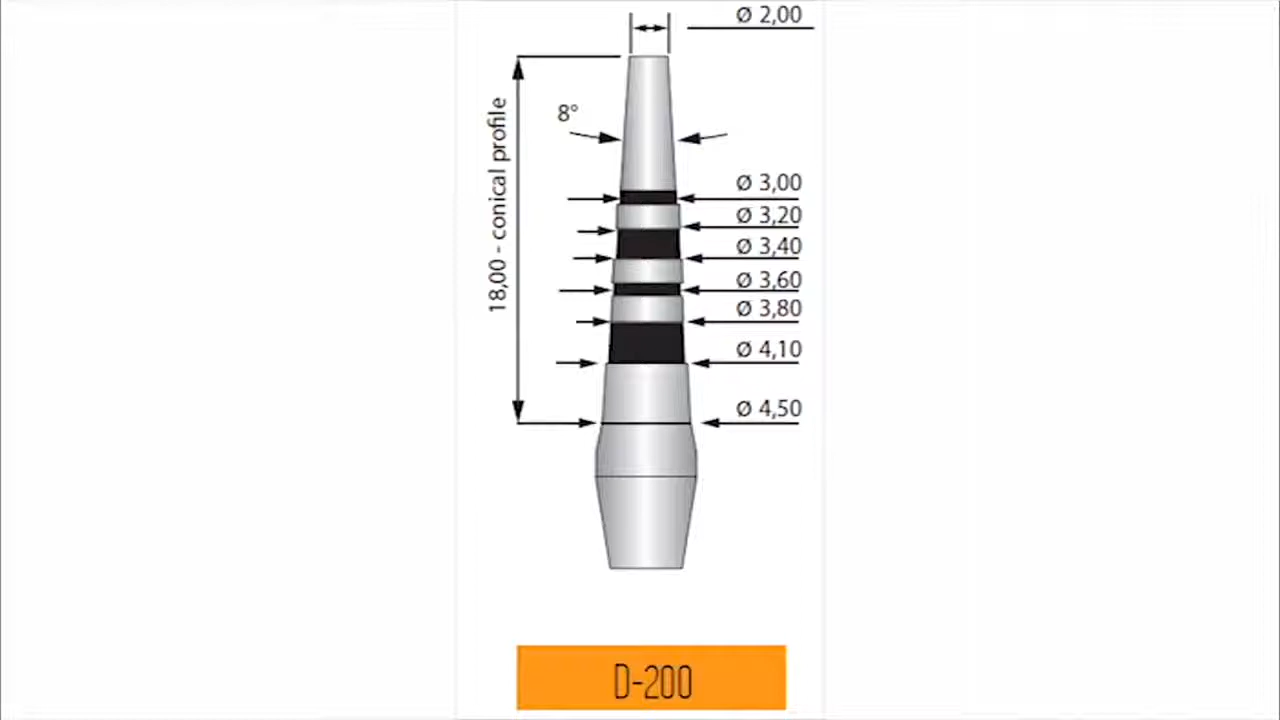 Ø 2,00
8°
18,00 - conical profile
Ø 3,00
Ø 3,20
Ø 3,40
Ø 3,60
Ø 3,80
Ø 4,10
Ø 4,50
D-200